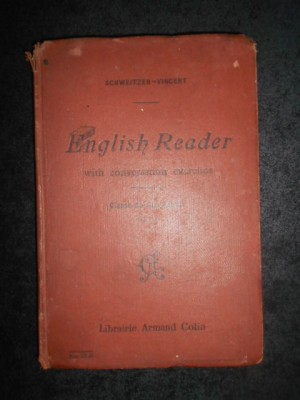 SCHWEITZER-VINCENT
English Reader
with conversation exercises
Librairie Armand Colin